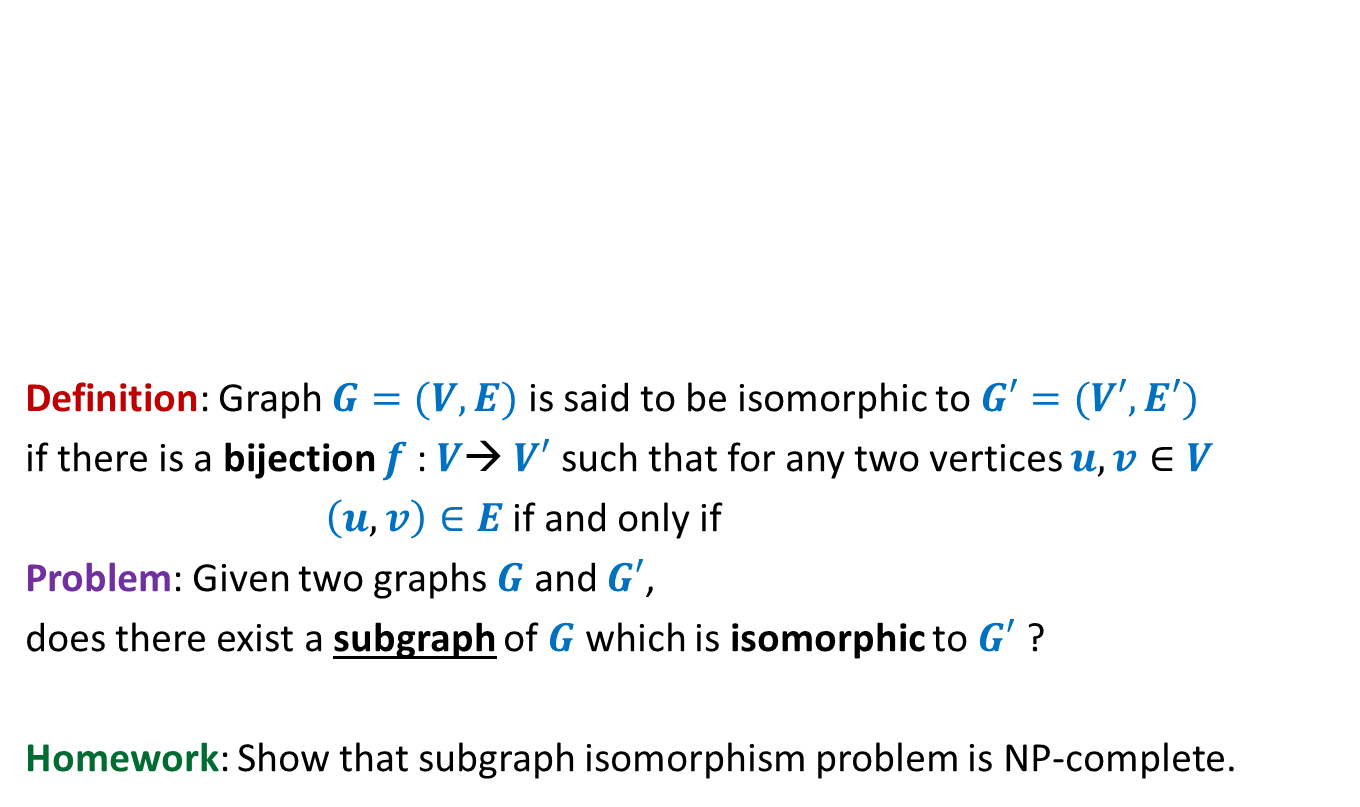 Definition: Graph G = (V, E) is said to be isomorphic to G′ = (V′, E′)
if there is a bijection f : V→ V′ such that for any two vertices u, v ∈ V
(u, v) ∈ E if and only if
Problem: Given two graphs G and G′,
does there exist a subgraph of G which is isomorphic to G′ ?
Homework: Show that subgraph isomorphism problem is NP-complete.